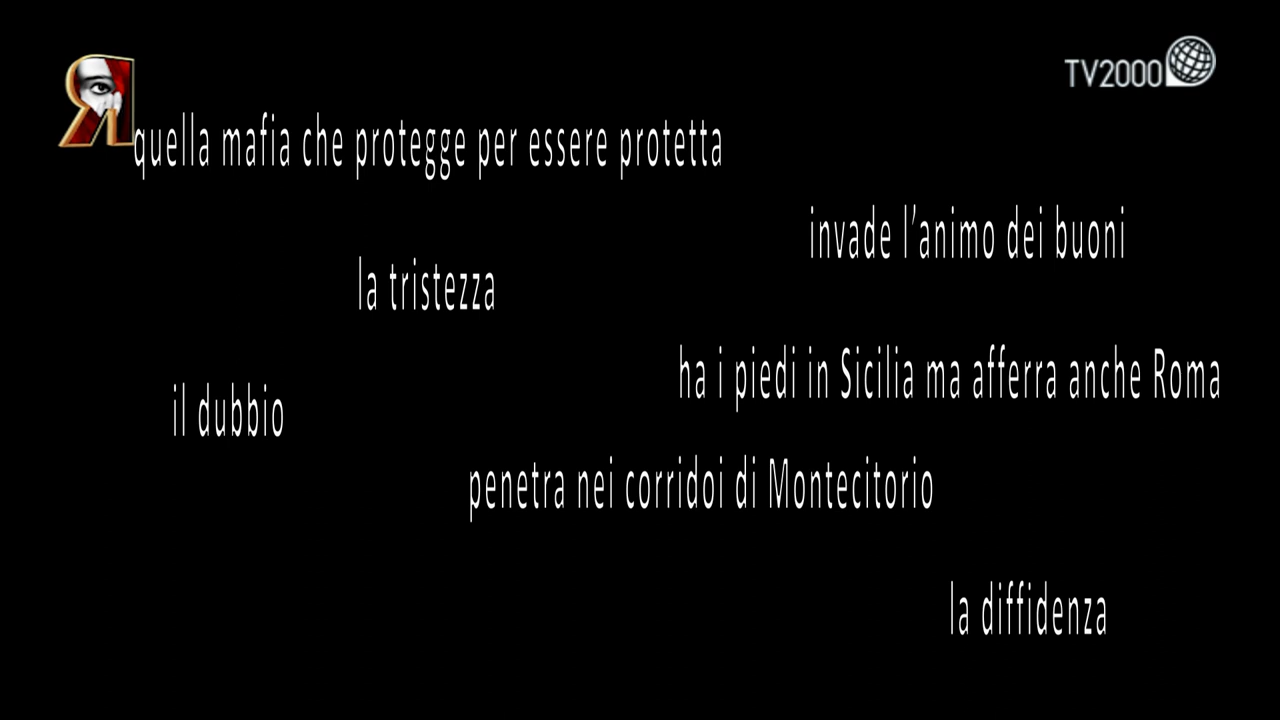 TV2000
quella mafia che protegge per essere protetta
invade l’animo dei buoni
la tristezza
ha i piedi in Sicilia ma afferra anche Roma
il dubbio
penetra nei corridoi di Montecitorio
la diffidenza